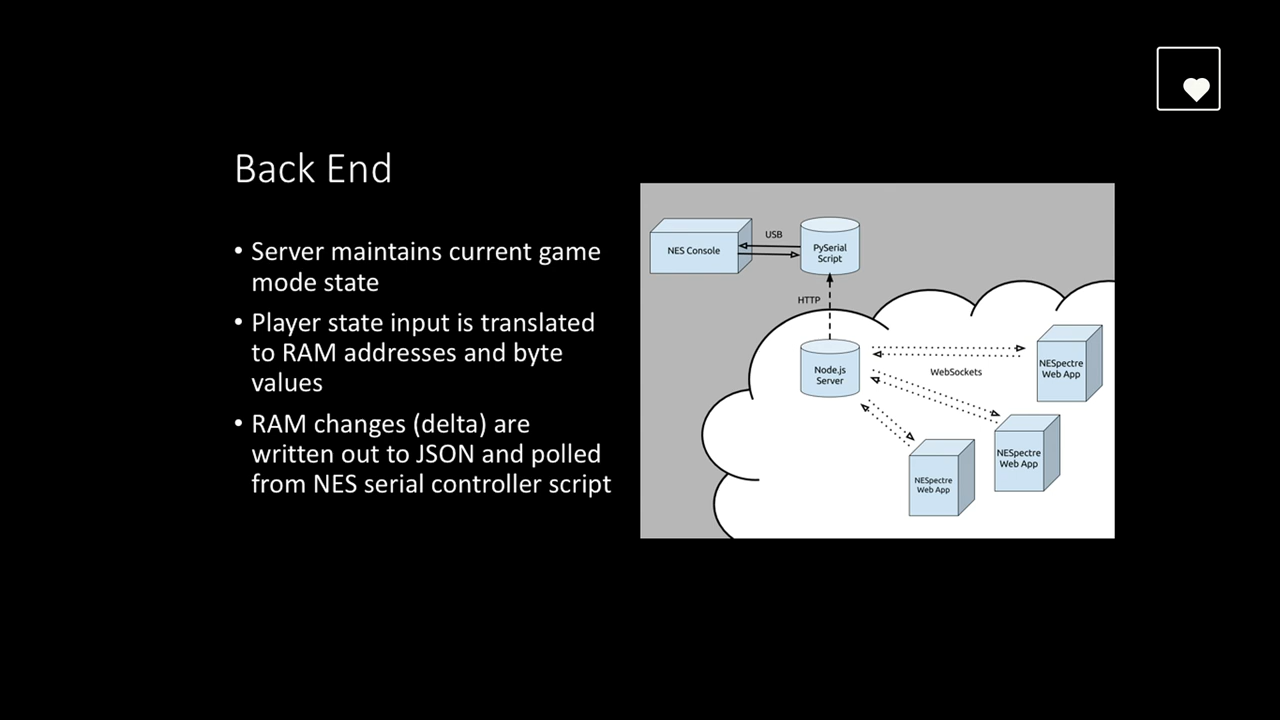 Back End
• Server maintains current game
mode state
• Player state input is translated
to RAM addresses and byte
values
• RAM changes (delta) are
written out to JSON and polled
from NES serial controller script
NES Console
USB
PySerial
Script
HTTP
Node.js
Server
WebSockets
NESpectre
Web App
NESpectre
Web App
NESpectre
Web App